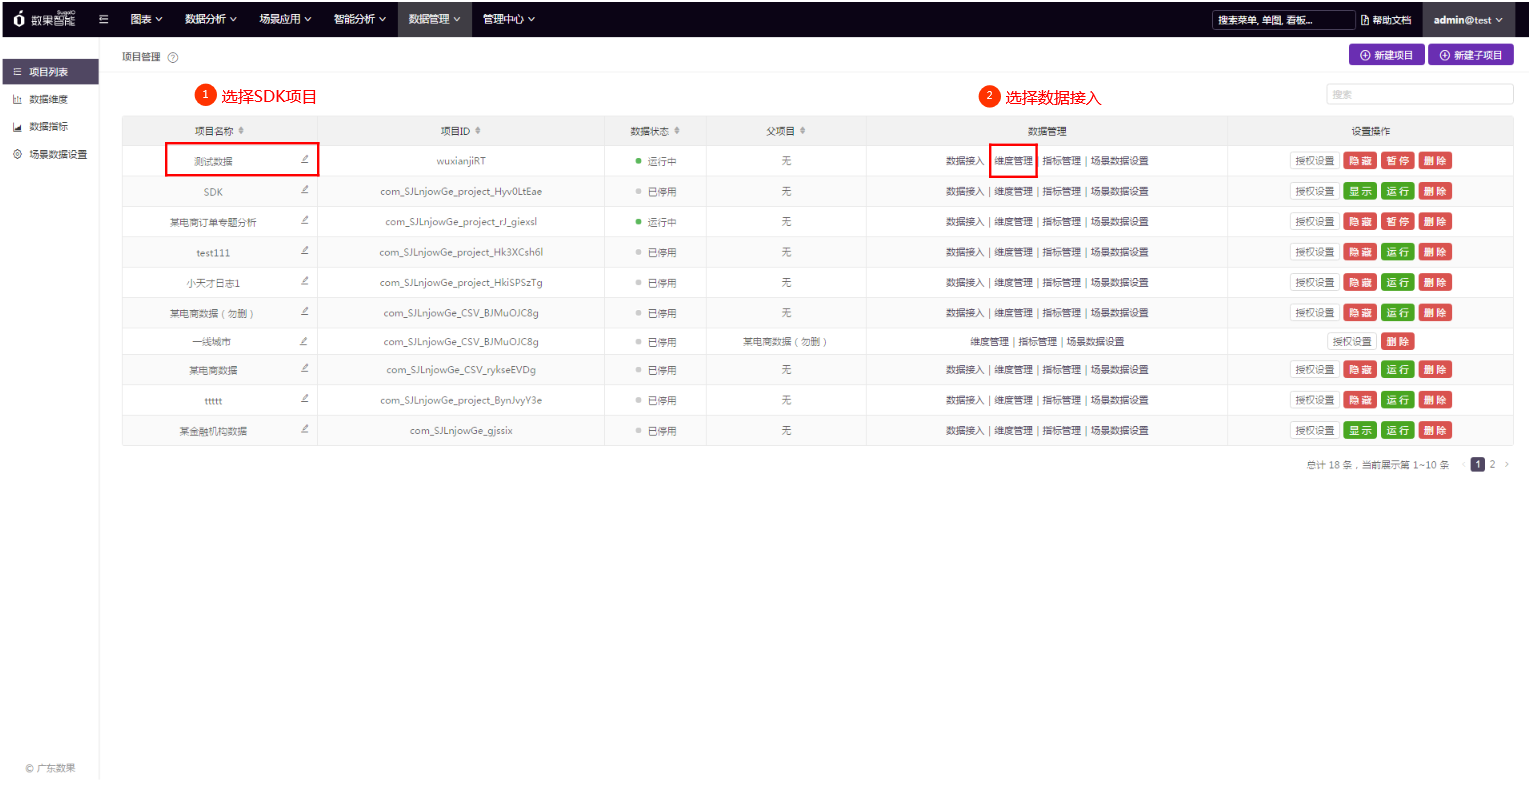 SugoIO
数果智能 图表 数据分析 场景应用 智能分析 数据管理 管理中心 搜索菜单, 单图, 看板... 帮助文档 admin@test
项目管理 ? 新建项目 新建子项目
项目列表
数据维度
数据指标
场景数据设置
1 选择SDK项目 2 选择数据接入 搜索
项目名称 项目ID 数据状态 父项目 数据管理 设置操作
测试数据 wuxianjiRT 运行中 无 数据接入 | 维度管理 | 指标管理 | 场景数据设置 授权设置 隐藏 暂停 删除
SDK com_SJLnjowGe_project_Hyv0LtEae 已停用 无 数据接入 | 维度管理 | 指标管理 | 场景数据设置 授权设置 显示 运行 删除
某电商订单专题分析 com_SJLnjowGe_project_rJ_giexsl 运行中 无 数据接入 | 维度管理 | 指标管理 | 场景数据设置 授权设置 隐藏 暂停 删除
test111 com_SJLnjowGe_project_Hk3XCsh6l 已停用 无 数据接入 | 维度管理 | 指标管理 | 场景数据设置 授权设置 隐藏 运行 删除
小天才日志1 com_SJLnjowGe_project_HkiSPSzTg 已停用 无 数据接入 | 维度管理 | 指标管理 | 场景数据设置 授权设置 隐藏 运行 删除
某电商数据（勿删） com_SJLnjowGe_CSV_BJMuOJC8g 已停用 无 数据接入 | 维度管理 | 指标管理 | 场景数据设置 授权设置 隐藏 运行 删除
一线城市 com_SJLnjowGe_CSV_BJMuOJC8g 已停用 某电商数据（勿删） 维度管理 | 指标管理 | 场景数据设置 授权设置 删除
某电商数据 com_SJLnjowGe_CSV_rykseEVDg 已停用 无 数据接入 | 维度管理 | 指标管理 | 场景数据设置 授权设置 隐藏 运行 删除
ttttt com_SJLnjowGe_project_BynJvyY3e 已停用 无 数据接入 | 维度管理 | 指标管理 | 场景数据设置 授权设置 隐藏 运行 删除
某金融机构数据 com_SJLnjowGe_gjssix 已停用 无 数据接入 | 维度管理 | 指标管理 | 场景数据设置 授权设置 显示 运行 删除
总计 18 条，当前展示第 1~10 条 < 1 2 >
© 广东数果